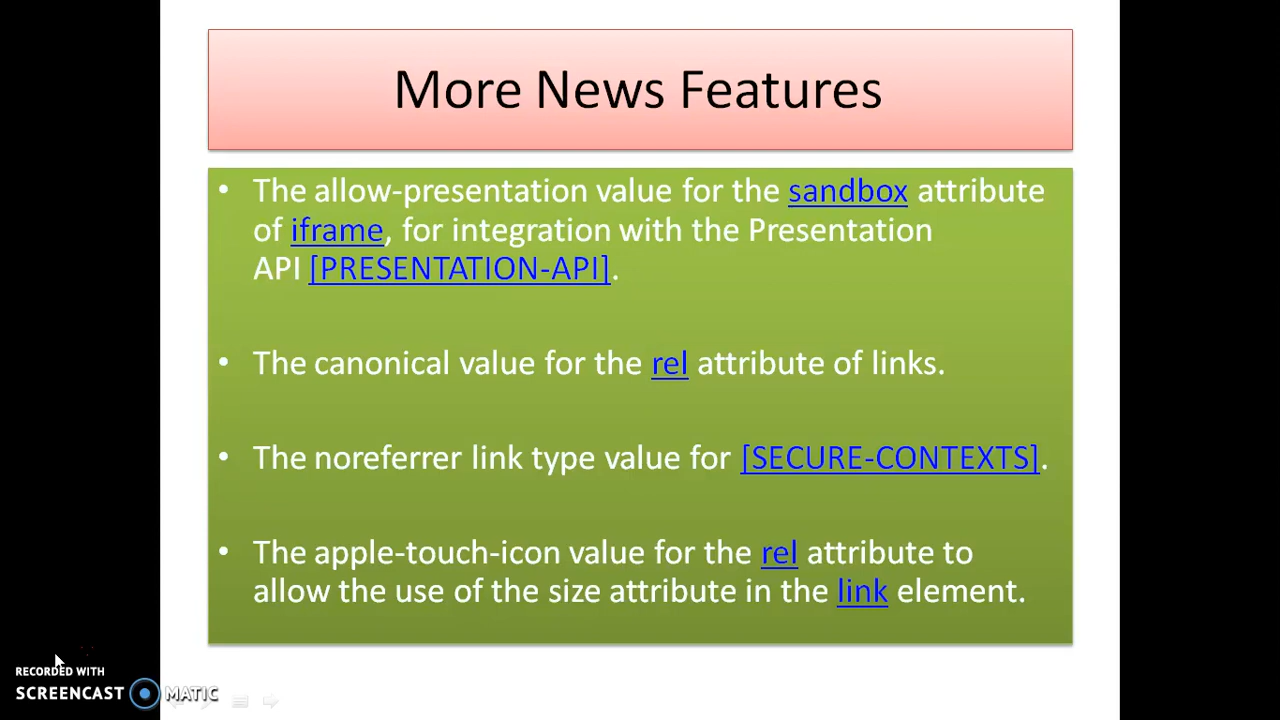 More News Features
• The allow-presentation value for the sandbox attribute
of iframe, for integration with the Presentation
API [PRESENTATION-API].
• The canonical value for the rel attribute of links.
• The noreferrer link type value for [SECURE-CONTEXTS].
• The apple-touch-icon value for the rel attribute to
allow the use of the size attribute in the link element.
RECORDED WITH
SCREENCAST MATIC